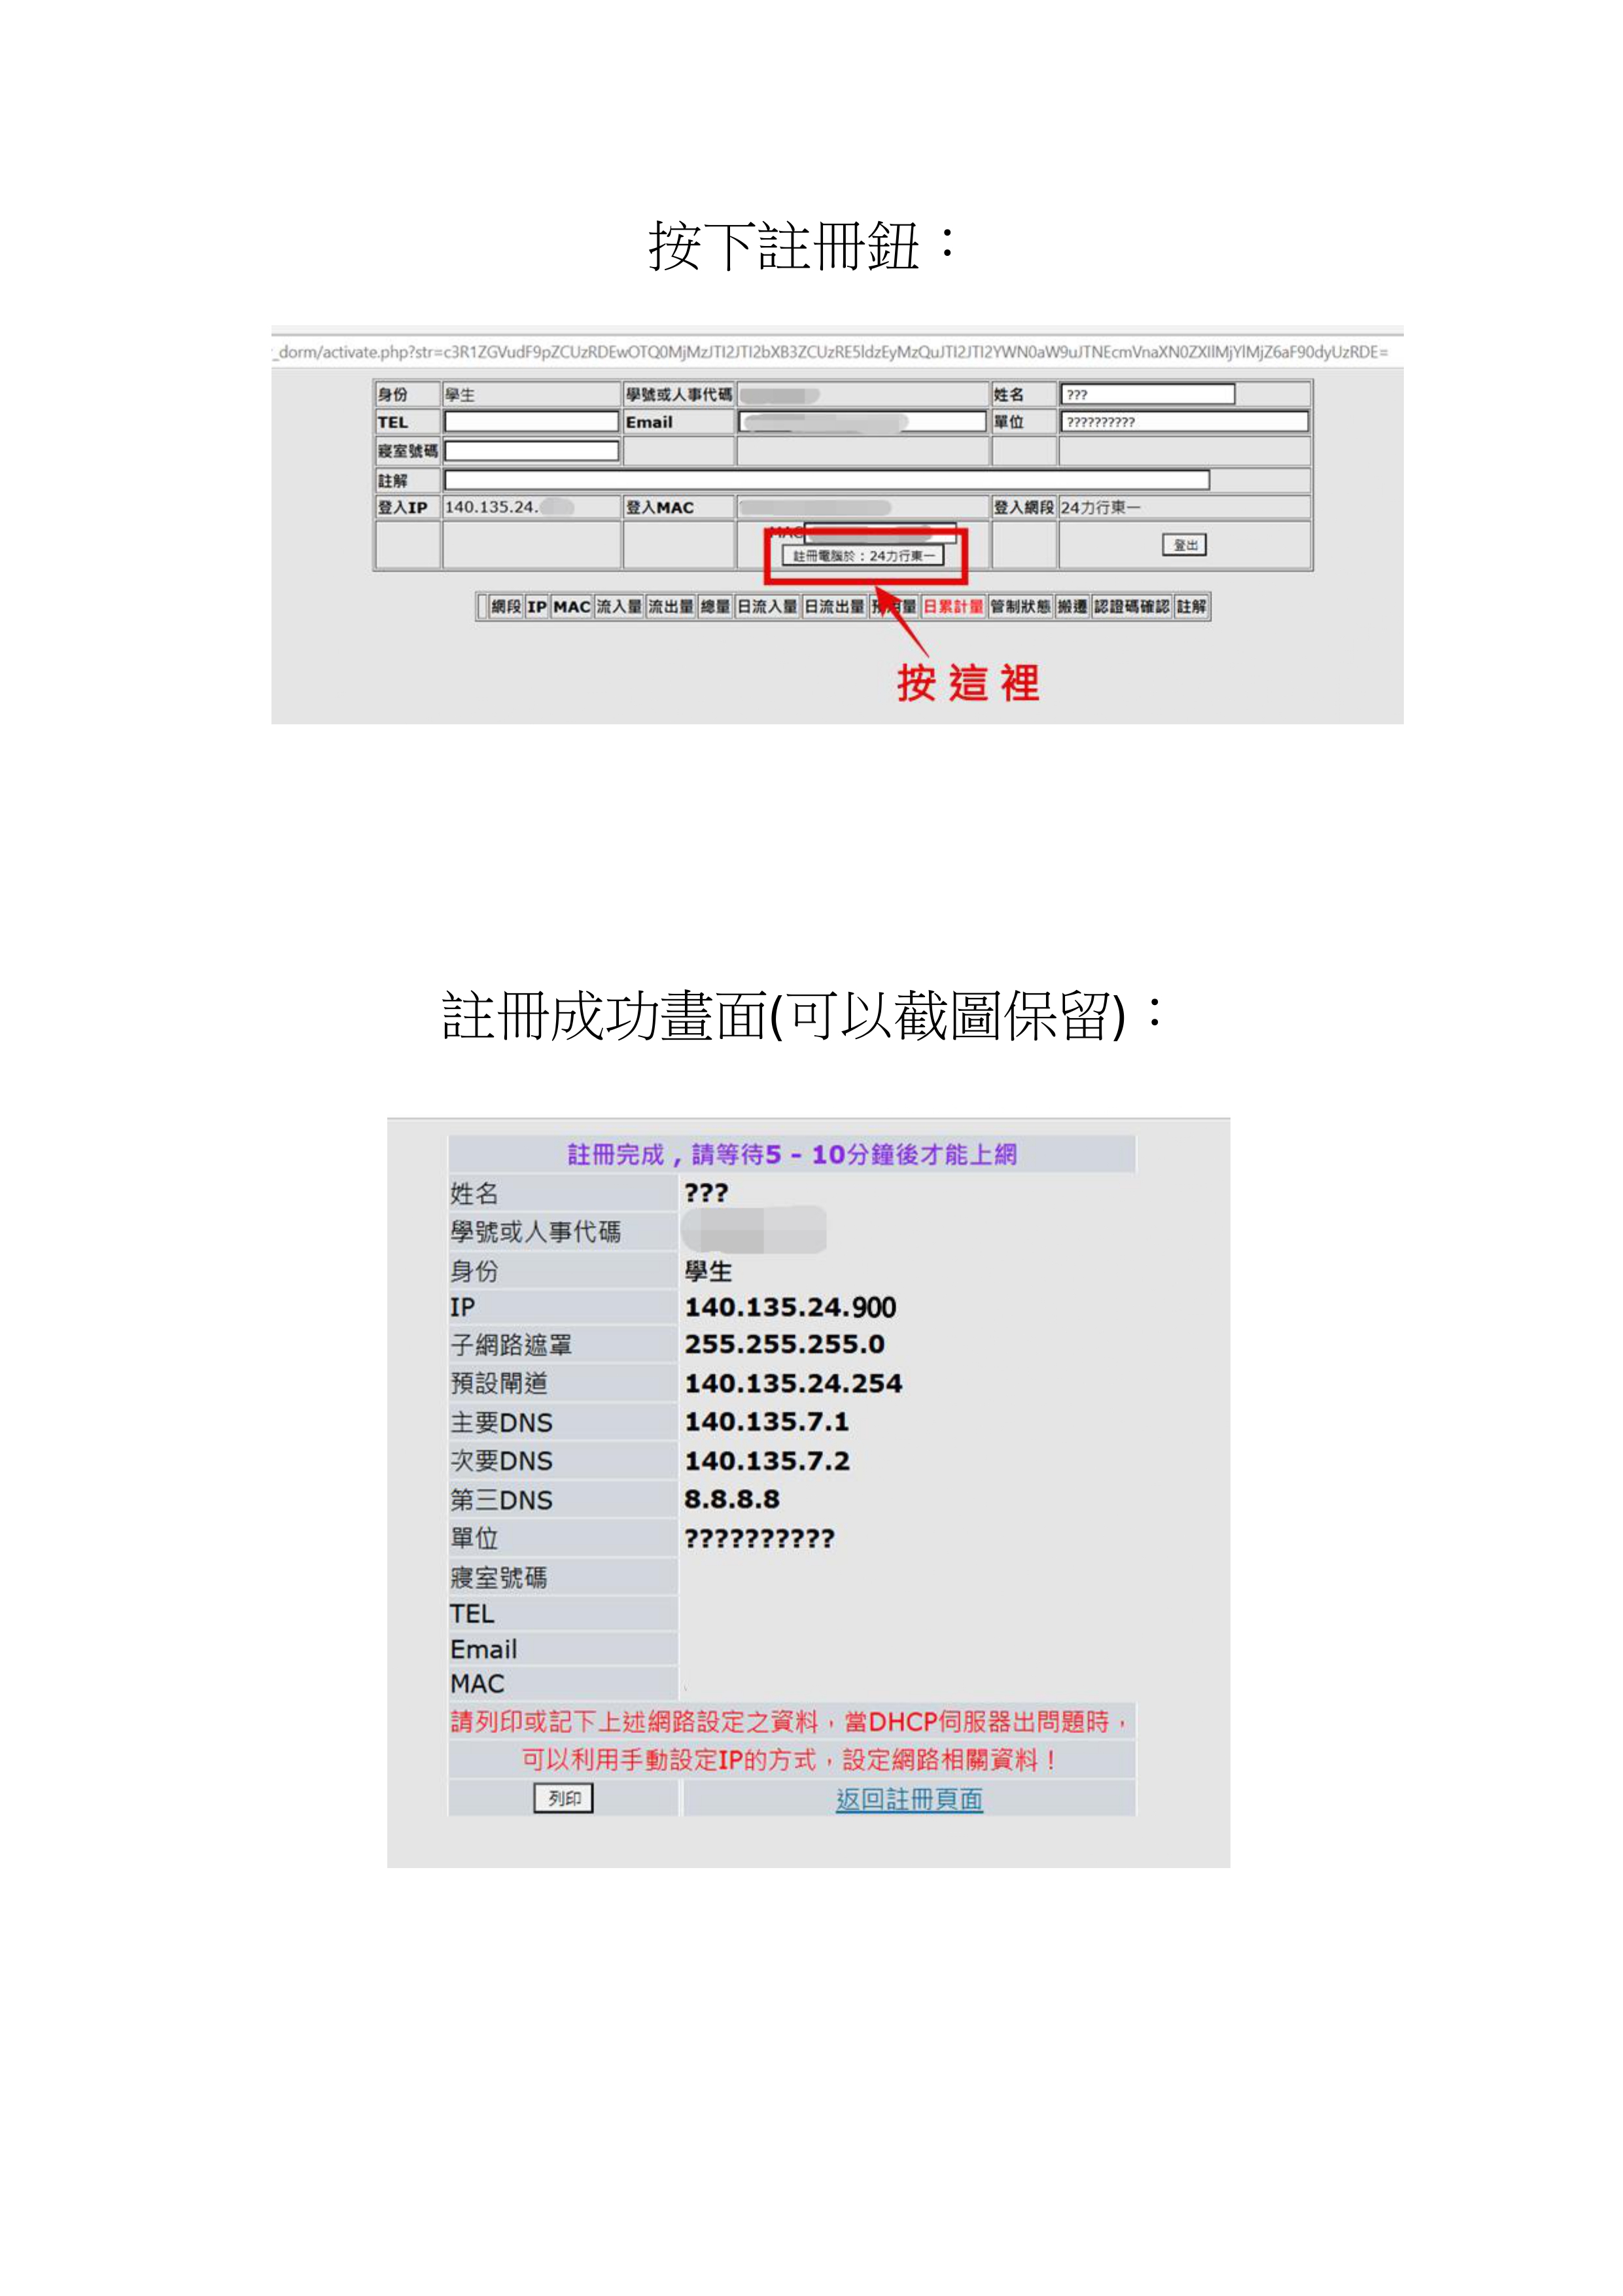 按下註冊鈕：
身份 學生 學號或人事代碼 姓名 ???
TEL Email 單位 ??????????
寢室號碼
註解
登入IP 140.135.24. 登入MAC 登入網段 24力行東一
MAC
註冊電腦於：24力行東一 登出
網段 IP MAC 流入量 流出量 總量 日流入量 日流出量 量 日累計量 管制狀態 搬遷 認證碼確認 註解
按這裡
註冊成功畫面(可以截圖保留)：
註冊完成，請等待5 - 10分鐘後才能上網
姓名 ???
學號或人事代碼
身份 學生
IP 140.135.24.900
子網路遮罩 255.255.255.0
預設閘道 140.135.24.254
主要DNS 140.135.7.1
次要DNS 140.135.7.2
第三DNS 8.8.8.8
單位 ??????????
寢室號碼
TEL
Email
MAC
請列印或記下上述網路設定之資料，當DHCP伺服器出問題時，
可以利用手動設定IP的方式，設定網路相關資料！
列印 返回註冊頁面